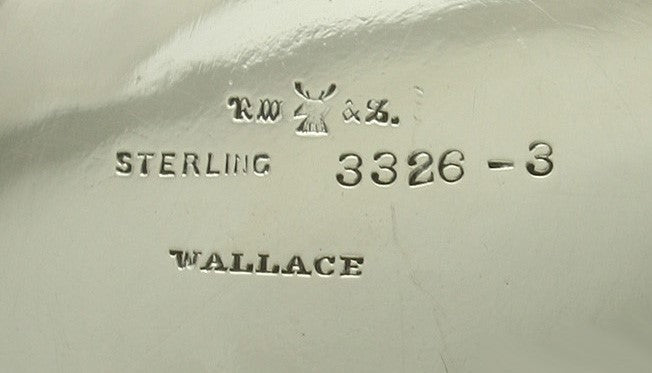 RW & S.
STERLING 3326 - 3
WALLACE